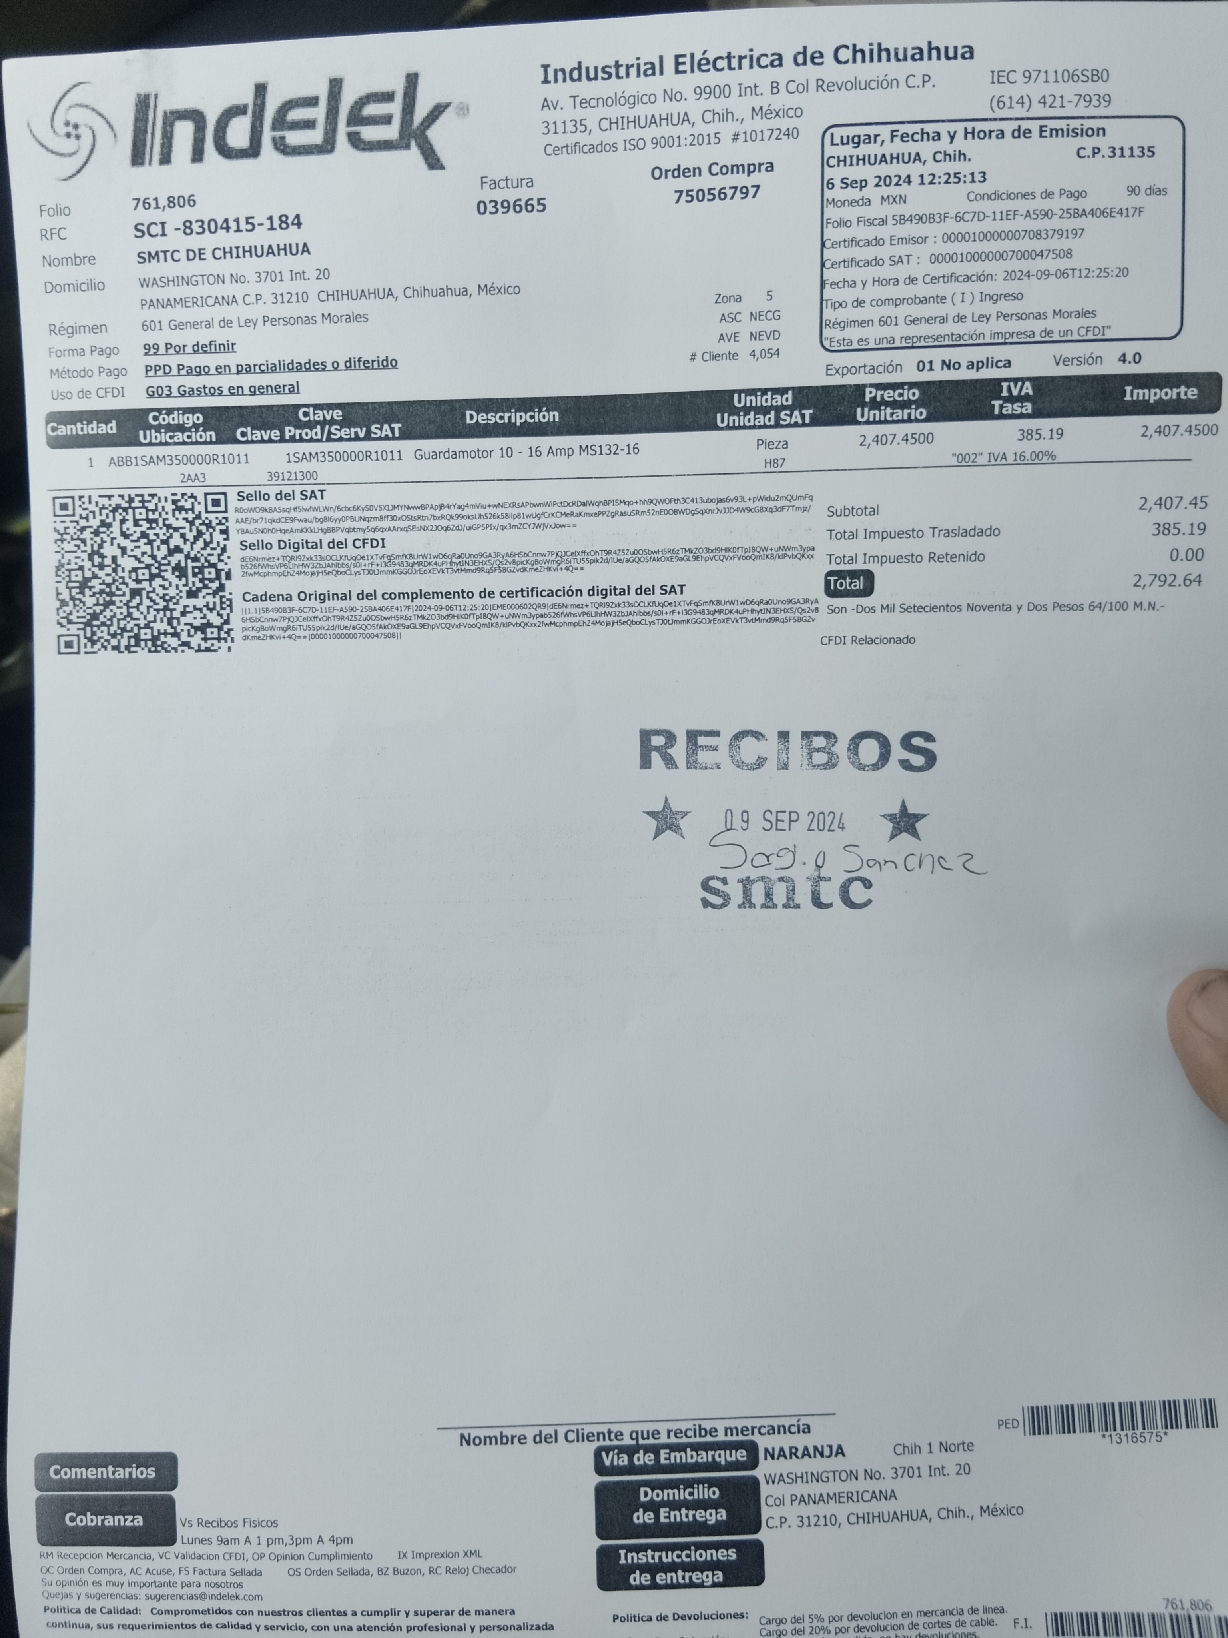 Indelek®
Industrial Eléctrica de Chihuahua
Av. Tecnológico No. 9900 Int. B Col Revolución C.P.
31135, CHIHUAHUA, Chih., México
Certificados ISO 9001:2015 #1017240
IEC 971106SB0
(614) 421-7939
Folio 761,806
RFC SCI -830415-184
Nombre SMTC DE CHIHUAHUA
Domicilio WASHINGTON No. 3701 Int. 20
PANAMERICANA C.P. 31210 CHIHUAHUA, Chihuahua, México
Régimen 601 General de Ley Personas Morales
Forma Pago 99 Por definir
Método Pago PPD Pago en parcialidades o diferido
Uso de CFDI G03 Gastos en general
Factura
039665
Orden Compra
75056797
Zona 5
ASC NECG
AVE NEVD
# Cliente 4,054
Lugar, Fecha y Hora de Emision
CHIHUAHUA, Chih. C.P.31135
6 Sep 2024 12:25:13
Moneda MXN Condiciones de Pago 90 días
Folio Fiscal 5B490B3F-6C7D-11EF-A590-25BA406E417F
Certificado Emisor : 00001000000708379197
Certificado SAT : 00001000000700047508
Fecha y Hora de Certificación: 2024-09-06T12:25:20
Tipo de comprobante ( I ) Ingreso
Régimen 601 General de Ley Personas Morales
"Esta es una representación impresa de un CFDI"
Exportación 01 No aplica Versión 4.0
Cantidad Código Ubicación Clave Clave Prod/Serv SAT Descripción Unidad Unidad SAT Precio Unitario IVA Tasa Importe
1 ABB1SAM350000R1011 1SAM350000R1011 Guardamotor 10 - 16 Amp MS132-16 Pieza 2,407.4500 385.19 2,407.4500
2AA3 39121300 H87 "002" IVA 16.00%
Sello del SAT
Sello Digital del CFDI
Cadena Original del complemento de certificación digital del SAT
Subtotal 2,407.45
Total Impuesto Trasladado 385.19
Total Impuesto Retenido 0.00
Total 2,792.64
Son -Dos Mil Setecientos Noventa y Dos Pesos 64/100 M.N.-
CFDI Relacionado
RECIBOS
09 SEP 2024
Sergio Sanchez
smtc
Nombre del Cliente que recibe mercancía
PED
*1316575*
Comentarios
Cobranza
Vs Recibos Fisicos
Lunes 9am A 1 pm,3pm A 4pm
Vía de Embarque NARANJA Chih 1 Norte
Domicilio de Entrega
WASHINGTON No. 3701 Int. 20
Col PANAMERICANA
C.P. 31210, CHIHUAHUA, Chih., México
Instrucciones de entrega
RM Recepcion Mercancia, VC Validacion CFDI, OP Opinion Cumplimiento IX Imprexion XML
OC Orden Compra, AC Acuse, FS Factura Sellada OS Orden Sellada, BZ Buzon, RC Reloj Checador
Su opinión es muy importante para nosotros
Quejas y sugerencias: sugerencias@indelek.com
Politica de Calidad: Comprometidos con nuestros clientes a cumplir y superar de manera
continua, sus requerimientos de calidad y servicio, con una atención profesional y personalizada
Politica de Devoluciones: Cargo del 5% por devolucion en mercancia de linea.
Cargo del 20% por devolucion de cortes de cable.
F.I.
761,806